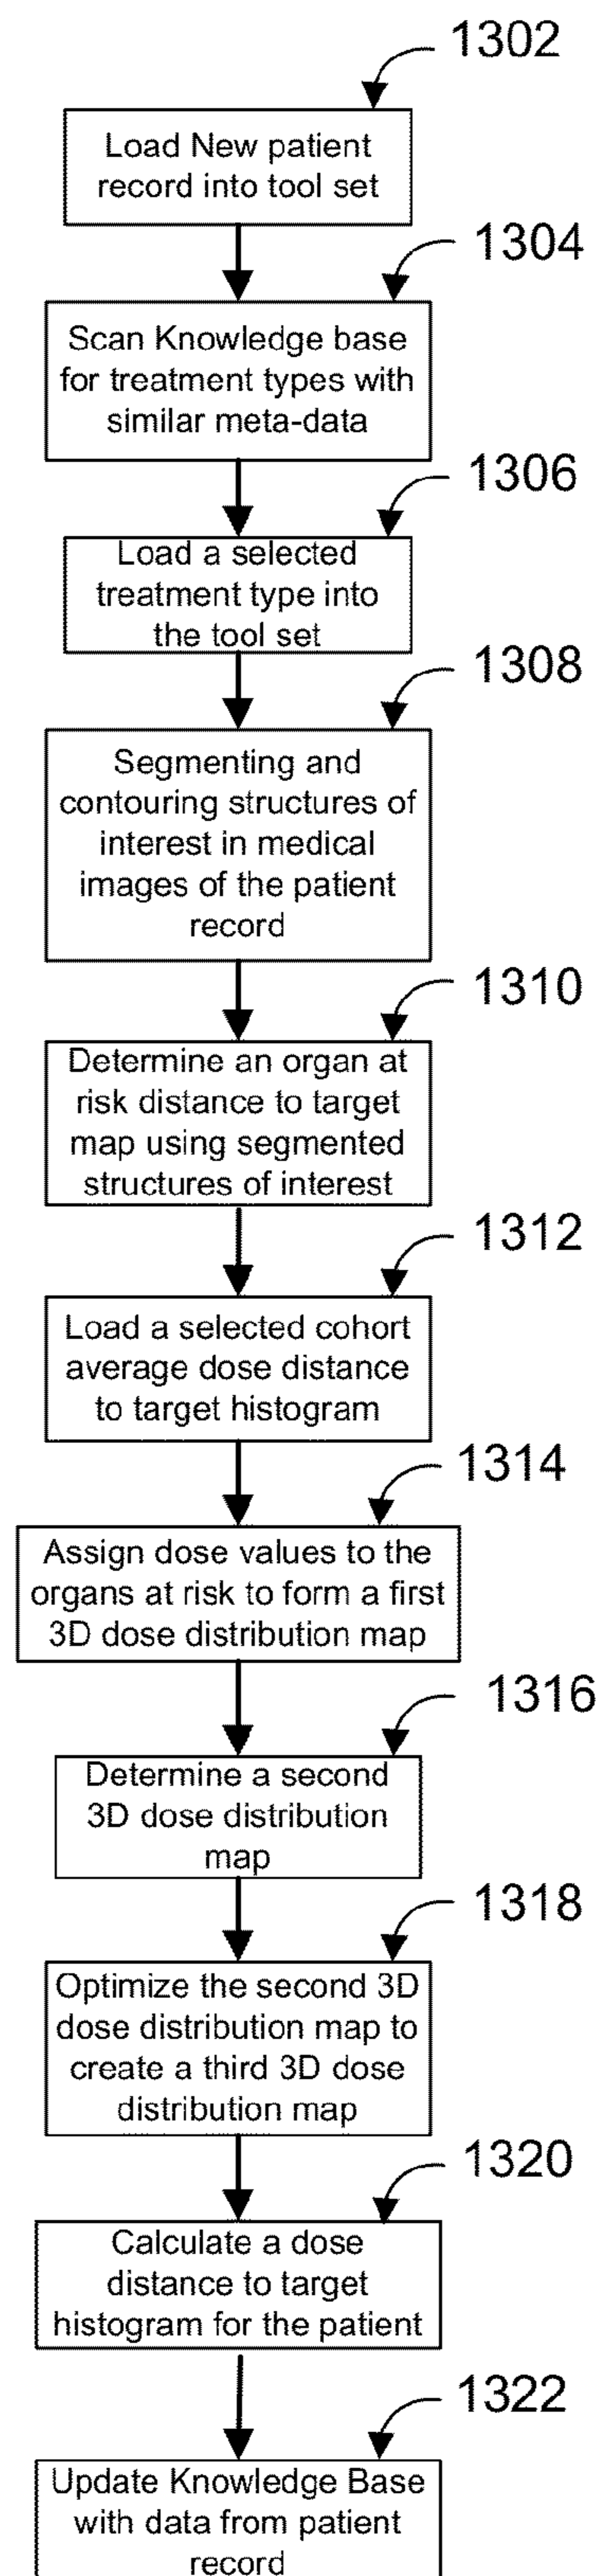 1302
Load New patient
record into tool set
1304
Scan Knowledge base
for treatment types with
similar meta-data
1306
Load a selected
treatment type into
the tool set
1308
Segmenting and
contouring structures of
interest in medical
images of the patient
record
1310
Determine an organ at
risk distance to target
map using segmented
structures of interest
1312
Load a selected cohort
average dose distance
to target histogram
1314
Assign dose values to the
organs at risk to form a first
3D dose distribution map
1316
Determine a second
3D dose distribution
map
1318
Optimize the second 3D
dose distribution map to
create a third 3D dose
distribution map
1320
Calculate a dose
distance to target
histogram for the patient
1322
Update Knowledge Base
with data from patient
record